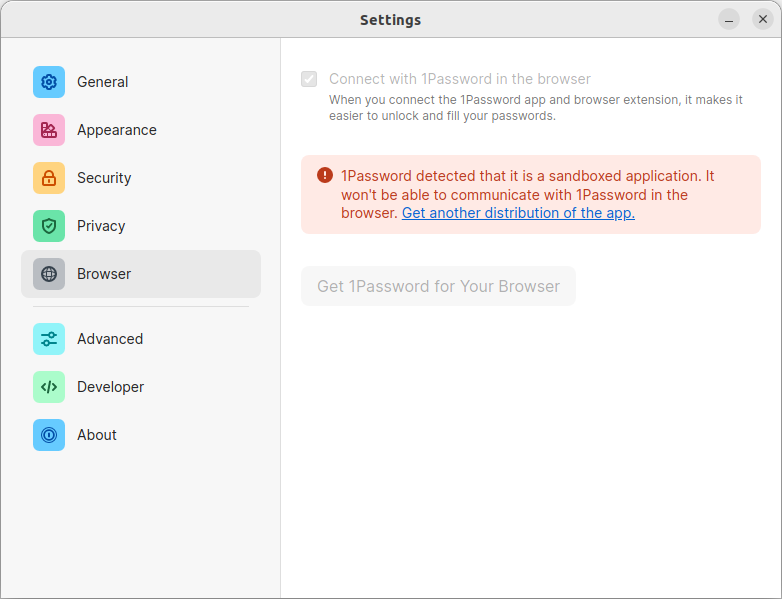 Settings
General
Appearance
Security
Privacy
Browser
Advanced
Developer
About
Connect with 1Password in the browser
When you connect the 1Password app and browser extension, it makes it
easier to unlock and fill your passwords.
1Password detected that it is a sandboxed application. It
won't be able to communicate with 1Password in the
browser. Get another distribution of the app.
Get 1Password for Your Browser